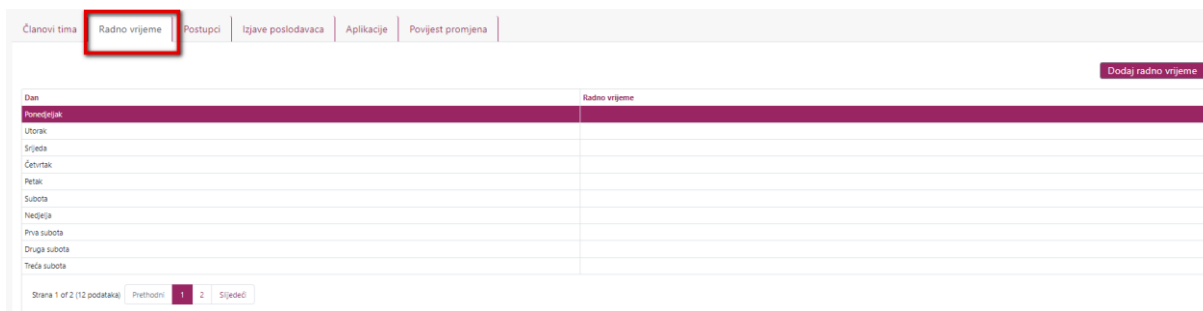 Članovi tima Radno vrijeme Postupci Izjave poslodavaca Aplikacije Povijest promjena
Dodaj radno vrijeme
Dan Radno vrijeme
Ponedjeljak
Utorak
Srijeda
Četvrtak
Petak
Subota
Nedjelja
Prva subota
Druga subota
Treća subota
Strana 1 of 2 (12 podataka) Prethodni 1 2 Slijedeći